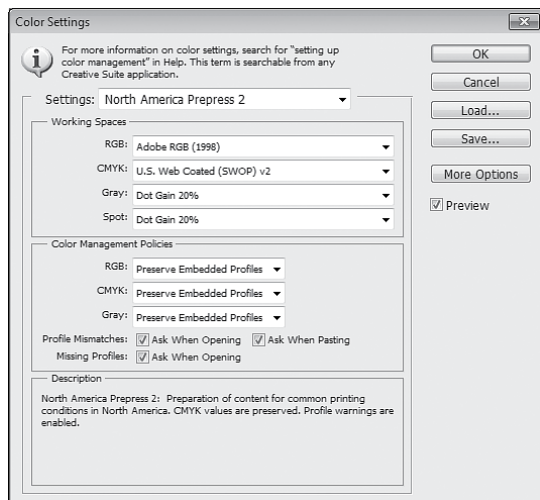 Color Settings
For more information on color settings, search for “setting up
color management” in Help. This term is searchable from any
Creative Suite application.
Settings: North America Prepress 2
Working Spaces
RGB: Adobe RGB (1998)
CMYK: U.S. Web Coated (SWOP) v2
Gray: Dot Gain 20%
Spot: Dot Gain 20%
Color Management Policies
RGB: Preserve Embedded Profiles
CMYK: Preserve Embedded Profiles
Gray: Preserve Embedded Profiles
Profile Mismatches: Ask When Opening Ask When Pasting
Missing Profiles: Ask When Opening
Description
North America Prepress 2: Preparation of content for common printing
conditions in North America. CMYK values are preserved. Profile warnings are
enabled.
OK
Cancel
Load...
Save...
More Options
Preview